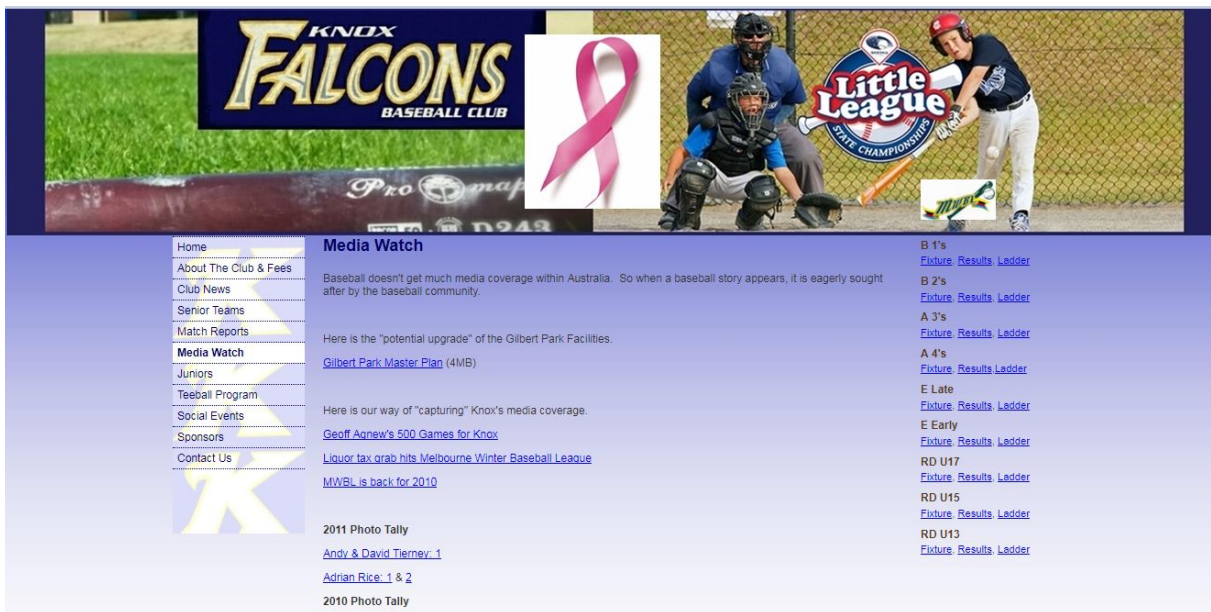 KNOX
FALCONS
BASEBALL CLUB
Little
League
STATE CHAMPIONSHIPS
Pro
map
D243
Home
About The Club & Fees
Club News
Senior Teams
Match Reports
Media Watch
Juniors
Teeball Program
Social Events
Sponsors
Contact Us
Media Watch
Baseball doesn't get much media coverage within Australia. So when a baseball story appears, it is eagerly sought
after by the baseball community.
Here is the "potential upgrade" of the Gilbert Park Facilities.
Gilbert Park Master Plan (4MB)
Here is our way of "capturing" Knox's media coverage.
Geoff Agnew's 500 Games for Knox
Liquor tax grab hits Melbourne Winter Baseball League
MWBL is back for 2010
2011 Photo Tally
Andy & David Tierney: 1
Adrian Rice: 1 & 2
2010 Photo Tally
B 1's
Fixture, Results, Ladder
B 2's
Fixture, Results, Ladder
A 3's
Fixture, Results, Ladder
A 4's
Fixture, Results,Ladder
E Late
Fixture, Results, Ladder
E Early
Fixture, Results, Ladder
RD U17
Fixture, Results, Ladder
RD U15
Fixture, Results, Ladder
RD U13
Fixture, Results, Ladder